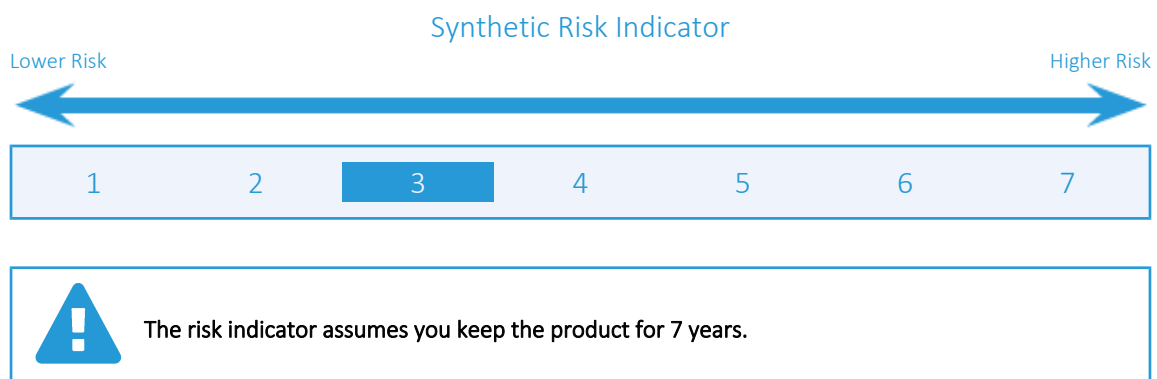 Synthetic Risk Indicator
Lower Risk Higher Risk
1 2 3 4 5 6 7
The risk indicator assumes you keep the product for 7 years.